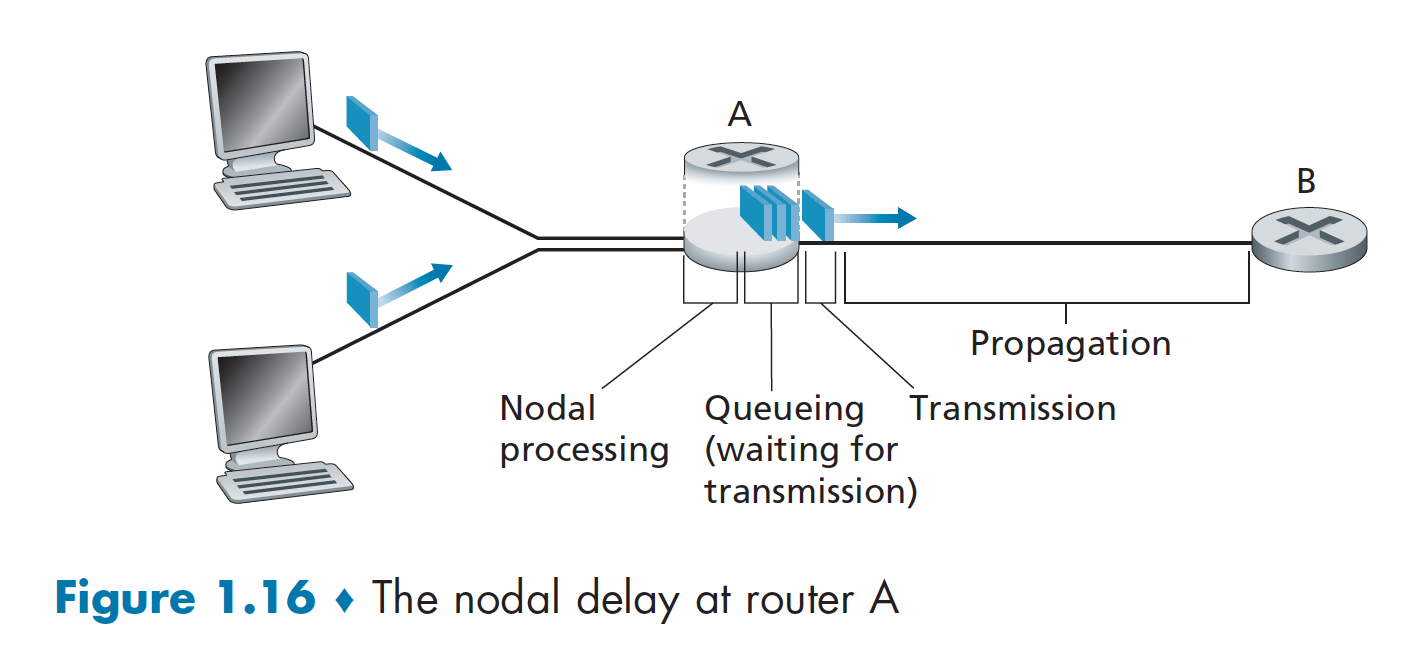 A
B
Propagation
Nodal
processing
Queueing
(waiting for
transmission)
Transmission
Figure 1.16 ♦ The nodal delay at router A